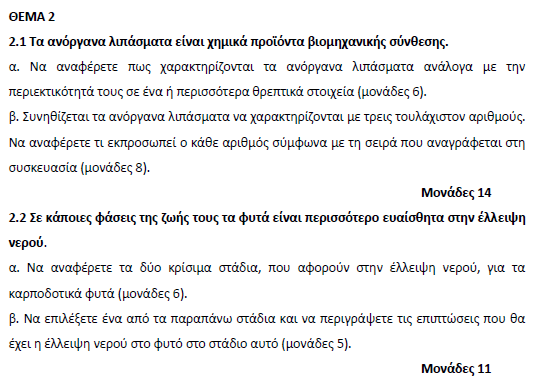 ΘΕΜΑ 2
2.1 Τα ανόργανα λιπάσματα είναι χημικά προϊόντα βιομηχανικής σύνθεσης.
α. Να αναφέρετε πως χαρακτηρίζονται τα ανόργανα λιπάσματα ανάλογα με την
περιεκτικότητά τους σε ένα ή περισσότερα θρεπτικά στοιχεία (μονάδες 6).
β. Συνηθίζεται τα ανόργανα λιπάσματα να χαρακτηρίζονται με τρεις τουλάχιστον αριθμούς.
Να αναφέρετε τι εκπροσωπεί ο κάθε αριθμός σύμφωνα με τη σειρά που αναγράφεται στη
συσκευασία (μονάδες 8).
Μονάδες 14
2.2 Σε κάποιες φάσεις της ζωής τους τα φυτά είναι περισσότερο ευαίσθητα στην έλλειψη
νερού.
α. Να αναφέρετε τα δύο κρίσιμα στάδια, που αφορούν στην έλλειψη νερού, για τα
καρποδοτικά φυτά (μονάδες 6).
β. Να επιλέξετε ένα από τα παραπάνω στάδια και να περιγράψετε τις επιπτώσεις που θα
έχει η έλλειψη νερού στο φυτό στο στάδιο αυτό (μονάδες 5).
Μονάδες 11